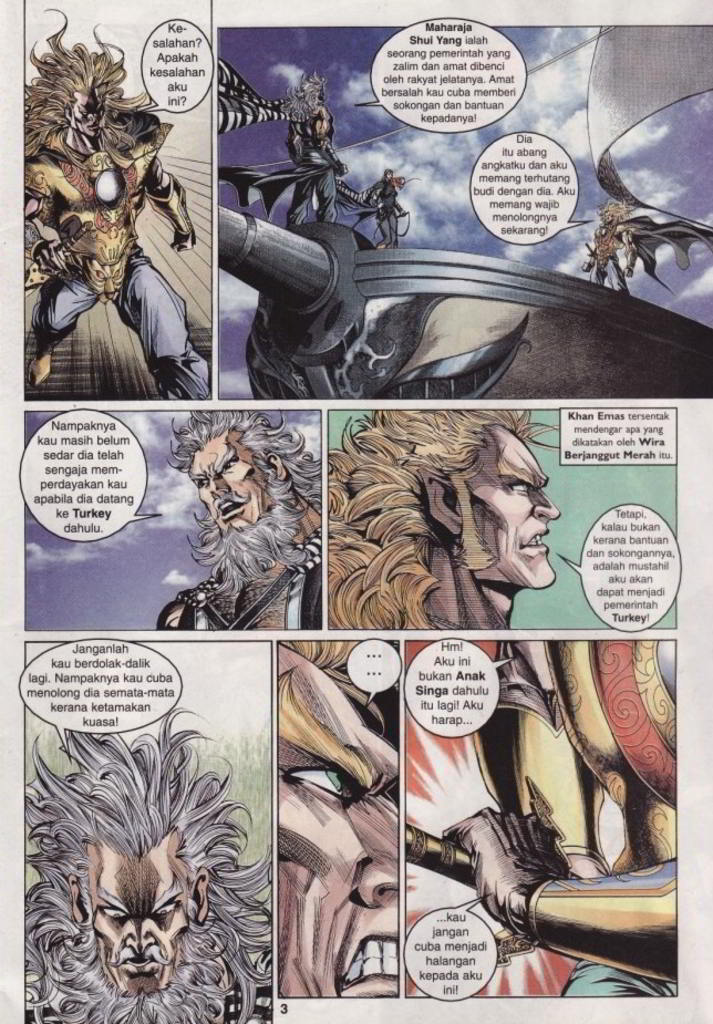 Ke-
salahan?
Apakah
kesalahan
aku
ini?
Maharaja
Shui Yang ialah
seorang pemerintah yang
zalim dan amat dibenci
oleh rakyat jelatanya. Amat
bersalah kau cuba memberi
sokongan dan bantuan
kepadanya!
Dia
itu abang
angkatku dan aku
memang terhutang
budi dengan dia. Aku
memang wajib
menolongnya
sekarang!
Nampaknya
kau masih belum
sedar dia telah
sengaja mem-
perdayakan kau
apabila dia datang
ke Turkey
dahulu.
Khan Emas tersentak
mendengar apa yang
dikatakan oleh Wira
Berjanggut Merah itu.
Tetapi,
kalau bukan
kerana bantuan
dan sokongannya,
adalah mustahil
aku akan
dapat menjadi
pemerintah
Turkey!
Janganlah
kau berdolak-dalik
lagi. Nampaknya kau cuba
menolong dia semata-mata
kerana ketamakan
kuasa!
...
...
Hm!
Aku ini
bukan Anak
Singa dahulu
itu lagi! Aku
harap...
...kau
jangan
cuba menjadi
halangan
kepada aku
ini!
3